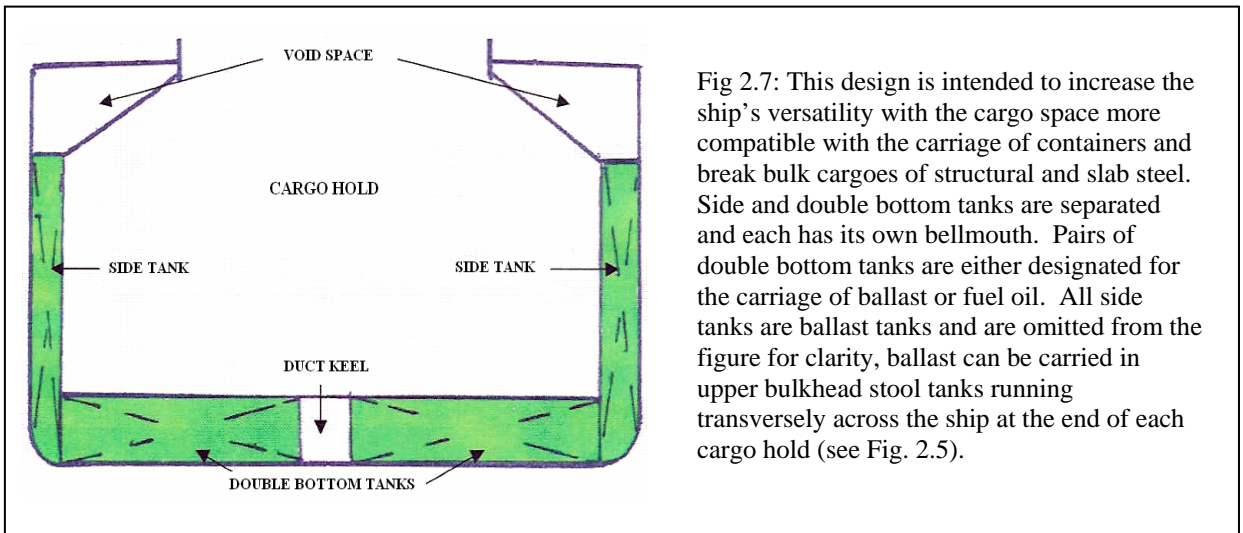 VOID SPACE
CARGO HOLD
SIDE TANK
SIDE TANK
DUCT KEEL
DOUBLE BOTTOM TANKS
Fig 2.7: This design is intended to increase the
ship’s versatility with the cargo space more
compatible with the carriage of containers and
break bulk cargoes of structural and slab steel.
Side and double bottom tanks are separated
and each has its own bellmouth. Pairs of
double bottom tanks are either designated for
the carriage of ballast or fuel oil. All side
tanks are ballast tanks and are omitted from the
figure for clarity, ballast can be carried in
upper bulkhead stool tanks running
transversely across the ship at the end of each
cargo hold (see Fig. 2.5).